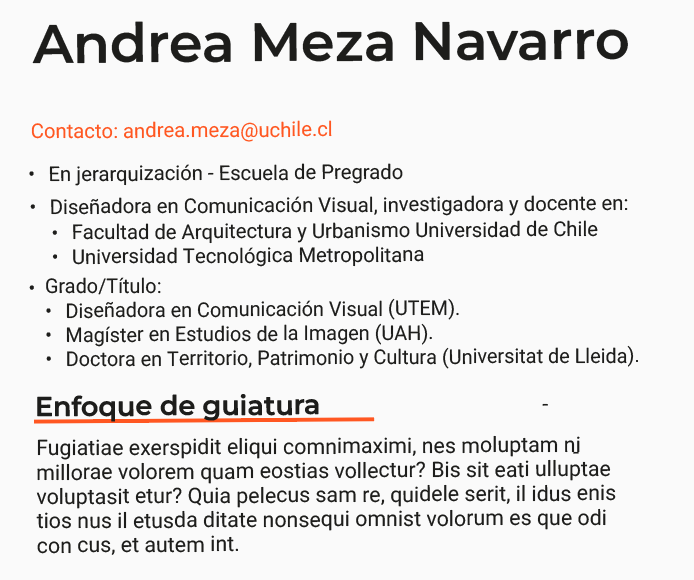 Andrea Meza Navarro
Contacto: andrea.meza@uchile.cl
• En jerarquización - Escuela de Pregrado
• Diseñadora en Comunicación Visual, investigadora y docente en:
• Facultad de Arquitectura y Urbanismo Universidad de Chile
• Universidad Tecnológica Metropolitana
• Grado/Título:
• Diseñadora en Comunicación Visual (UTEM).
• Magíster en Estudios de la Imagen (UAH).
• Doctora en Territorio, Patrimonio y Cultura (Universitat de Lleida).
Enfoque de guiatura -
Fugiatiae exerspidit eliqui comnimaximi, nes moluptam nj
millorae volorem quam eostias vollectur? Bis sit eati ulluptae
voluptasit etur? Quia pelecus sam re, quidele serit, il idus enis
tios nus il etusda ditate nonsequi omnist volorum es que odi
con cus, et autem int.